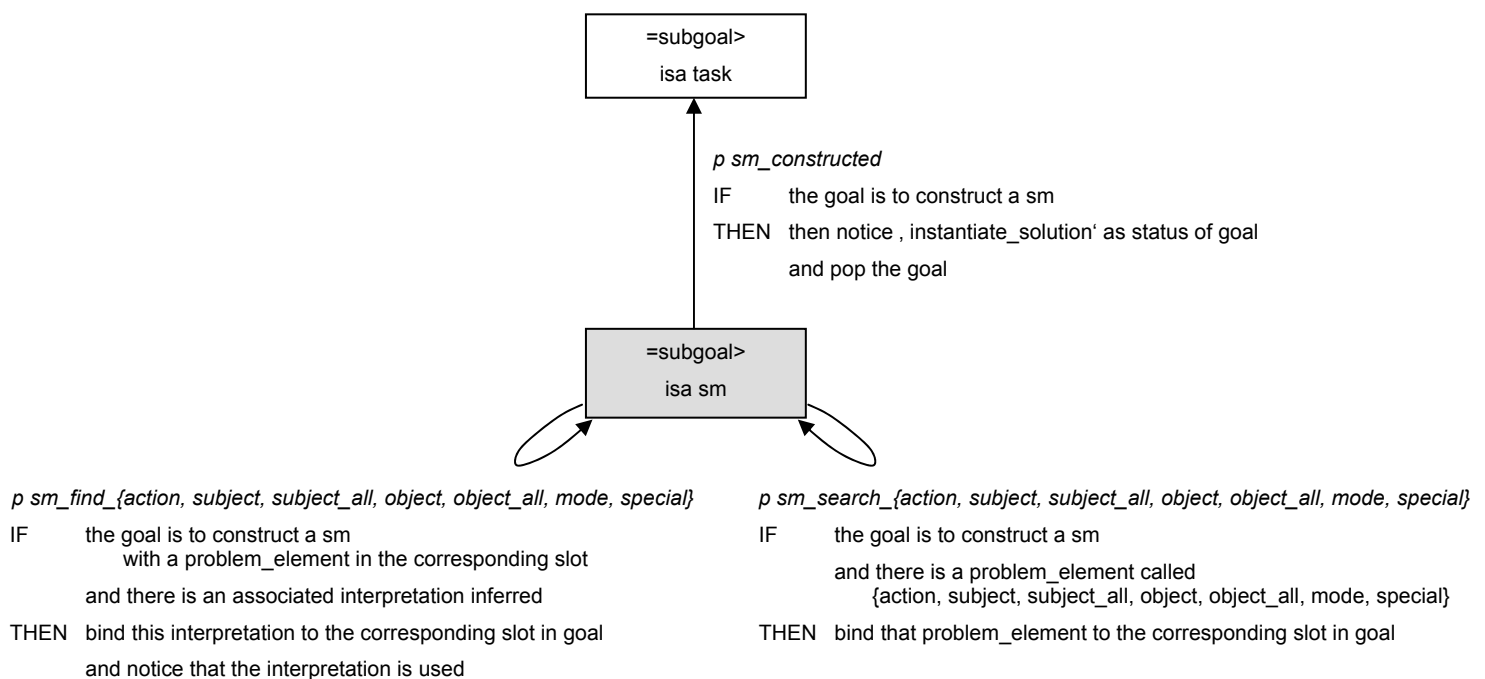 =subgoal>
isa task
p sm_constructed
IF the goal is to construct a sm
THEN then notice ‚ instantiate_solution‘ as status of goal
and pop the goal
=subgoal>
isa sm
p sm_find_{action, subject, subject_all, object, object_all, mode, special}
IF the goal is to construct a sm
with a problem_element in the corresponding slot
and there is an associated interpretation inferred
THEN bind this interpretation to the corresponding slot in goal
and notice that the interpretation is used
p sm_search_{action, subject, subject_all, object, object_all, mode, special}
IF the goal is to construct a sm
and there is a problem_element called
{action, subject, subject_all, object, object_all, mode, special}
THEN bind that problem_element to the corresponding slot in goal